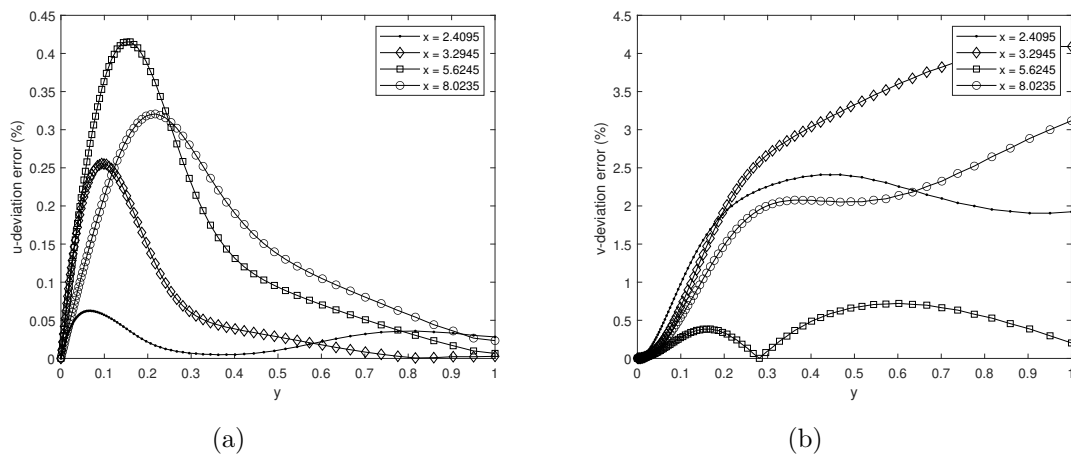 0.45
0.4
0.35
0.3
0.25
0.2
0.15
0.1
0.05
0
u-deviation error (%)
0 0.1 0.2 0.3 0.4 0.5 0.6 0.7 0.8 0.9 1
y
x = 2.4095
x = 3.2945
x = 5.6245
x = 8.0235
(a)
4.5
4
3.5
3
2.5
2
1.5
1
0.5
0
v-deviation error (%)
0 0.1 0.2 0.3 0.4 0.5 0.6 0.7 0.8 0.9 1
y
x = 2.4095
x = 3.2945
x = 5.6245
x = 8.0235
(b)